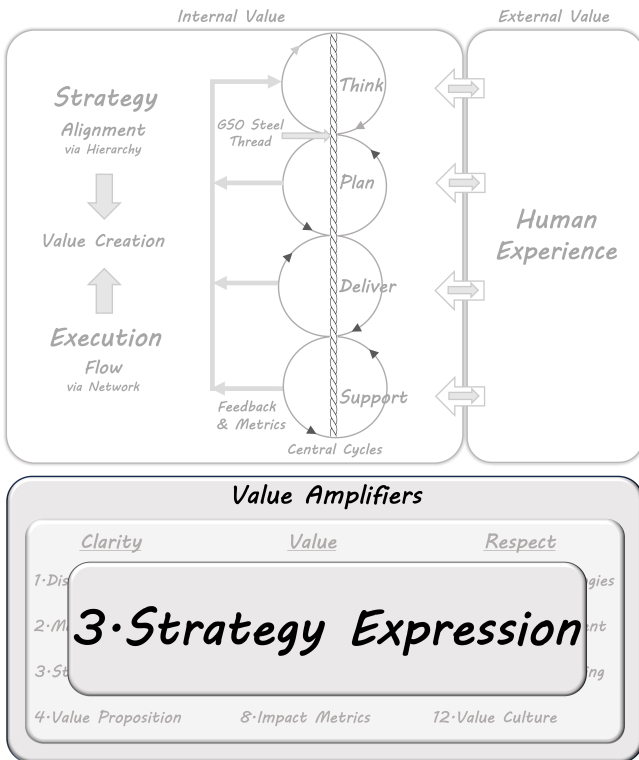 Internal Value
External Value
Strategy
Alignment
via Hierarchy
Value Creation
Execution
Flow
via Network
GSO Steel
Thread
Think
Plan
Deliver
Support
Feedback
& Metrics
Central Cycles
Human
Experience
Value Amplifiers
Clarity Value Respect
3·Strategy Expression
4·Value Proposition 8·Impact Metrics 12·Value Culture